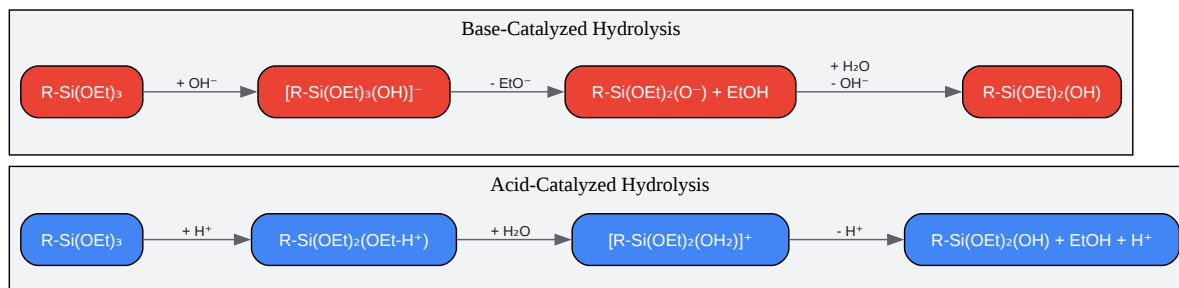 Base-Catalyzed Hydrolysis
R-Si(OEt)₃
+ OH⁻
[R-Si(OEt)₃(OH)]⁻
- EtO⁻
R-Si(OEt)₂(O⁻) + EtOH
+ H₂O
- OH⁻
R-Si(OEt)₂(OH)
Acid-Catalyzed Hydrolysis
R-Si(OEt)₃
+ H⁺
R-Si(OEt)₂(OEt-H⁺)
+ H₂O
[R-Si(OEt)₂(OH₂)]⁺
- H⁺
R-Si(OEt)₂(OH) + EtOH + H⁺